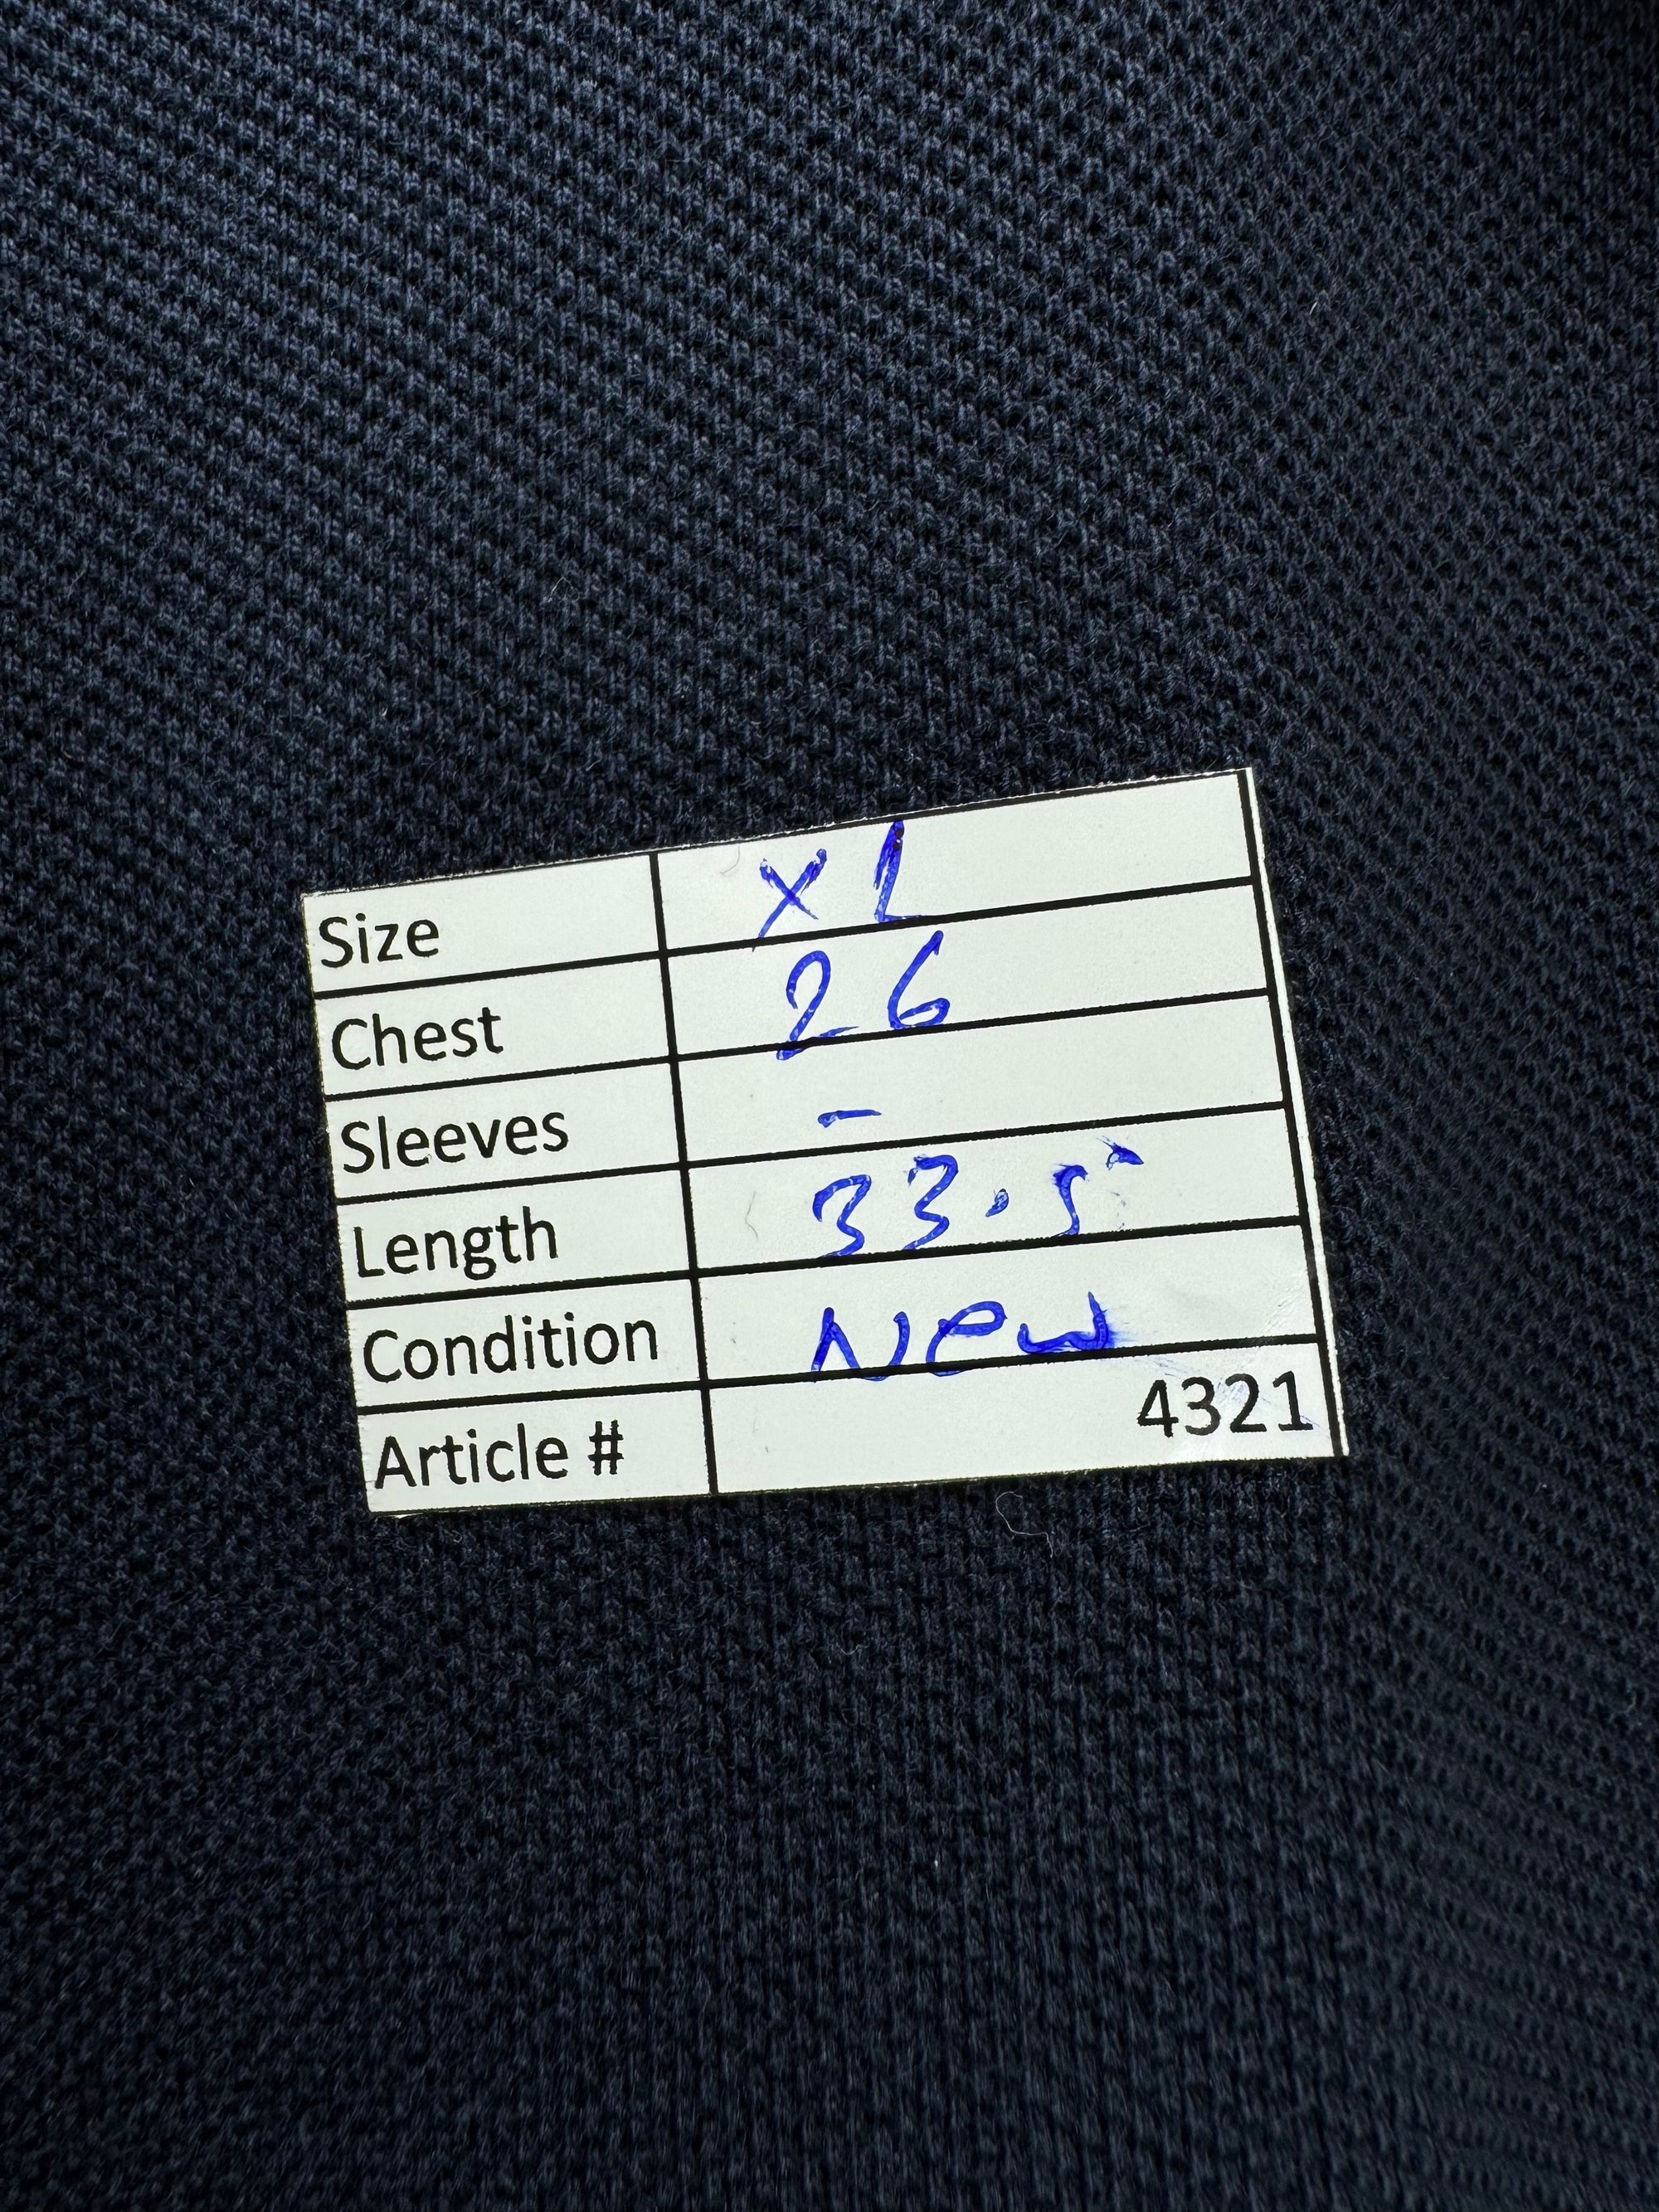 Size XL
Chest 26
Sleeves -
Length 33.5
Condition New
Article # 4321